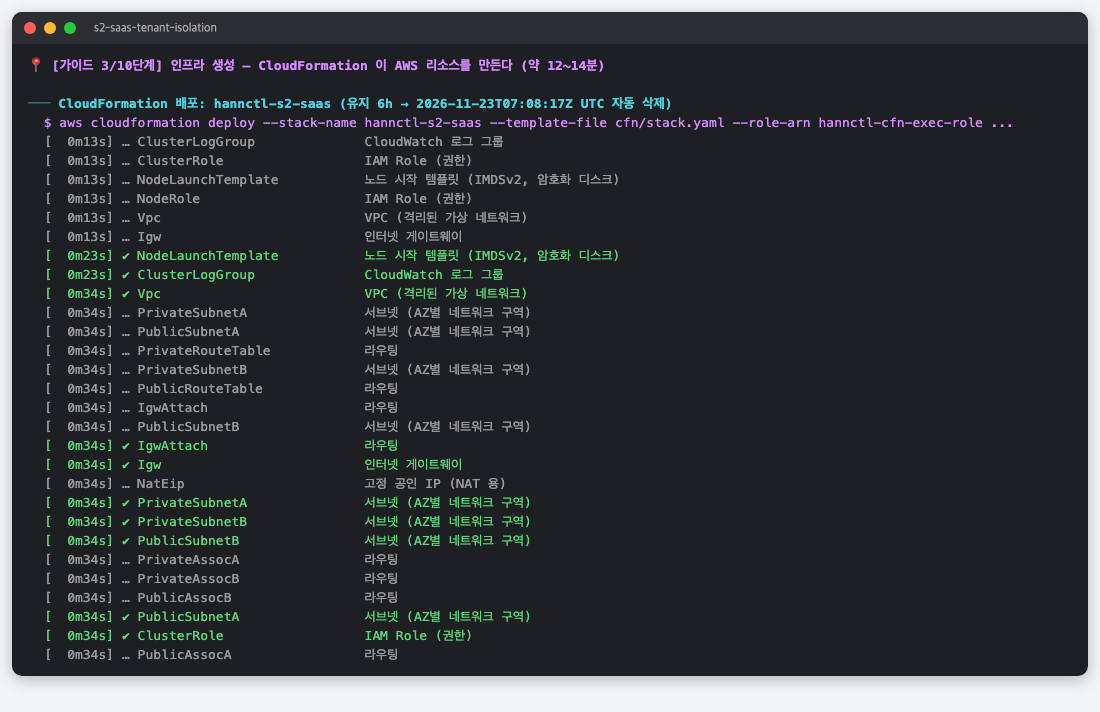 s2-saas-tenant-isolation
📍 [가이드 3/10단계] 인프라 생성 — CloudFormation 이 AWS 리소스를 만든다 (약 12~14분)
── CloudFormation 배포: hannctl-s2-saas (유지 6h → 2026-11-23T07:08:17Z UTC 자동 삭제)
$ aws cloudformation deploy --stack-name hannctl-s2-saas --template-file cfn/stack.yaml --role-arn hannctl-cfn-exec-role ...
[  0m13s] … ClusterLogGroup CloudWatch 로그 그룹
[  0m13s] … ClusterRole IAM Role (권한)
[  0m13s] … NodeLaunchTemplate 노드 시작 템플릿 (IMDSv2, 암호화 디스크)
[  0m13s] … NodeRole IAM Role (권한)
[  0m13s] … Vpc VPC (격리된 가상 네트워크)
[  0m13s] … Igw 인터넷 게이트웨이
[  0m23s] ✔ NodeLaunchTemplate 노드 시작 템플릿 (IMDSv2, 암호화 디스크)
[  0m23s] ✔ ClusterLogGroup CloudWatch 로그 그룹
[  0m34s] ✔ Vpc VPC (격리된 가상 네트워크)
[  0m34s] … PrivateSubnetA 서브넷 (AZ별 네트워크 구역)
[  0m34s] … PublicSubnetA 서브넷 (AZ별 네트워크 구역)
[  0m34s] … PrivateRouteTable 라우팅
[  0m34s] … PrivateSubnetB 서브넷 (AZ별 네트워크 구역)
[  0m34s] … PublicRouteTable 라우팅
[  0m34s] … IgwAttach 라우팅
[  0m34s] … PublicSubnetB 서브넷 (AZ별 네트워크 구역)
[  0m34s] ✔ IgwAttach 라우팅
[  0m34s] ✔ Igw 인터넷 게이트웨이
[  0m34s] … NatEip 고정 공인 IP (NAT 용)
[  0m34s] ✔ PrivateSubnetA 서브넷 (AZ별 네트워크 구역)
[  0m34s] ✔ PrivateSubnetB 서브넷 (AZ별 네트워크 구역)
[  0m34s] ✔ PublicSubnetB 서브넷 (AZ별 네트워크 구역)
[  0m34s] … PrivateAssocA 라우팅
[  0m34s] … PrivateAssocB 라우팅
[  0m34s] … PublicAssocB 라우팅
[  0m34s] ✔ PublicSubnetA 서브넷 (AZ별 네트워크 구역)
[  0m34s] ✔ ClusterRole IAM Role (권한)
[  0m34s] … PublicAssocA 라우팅